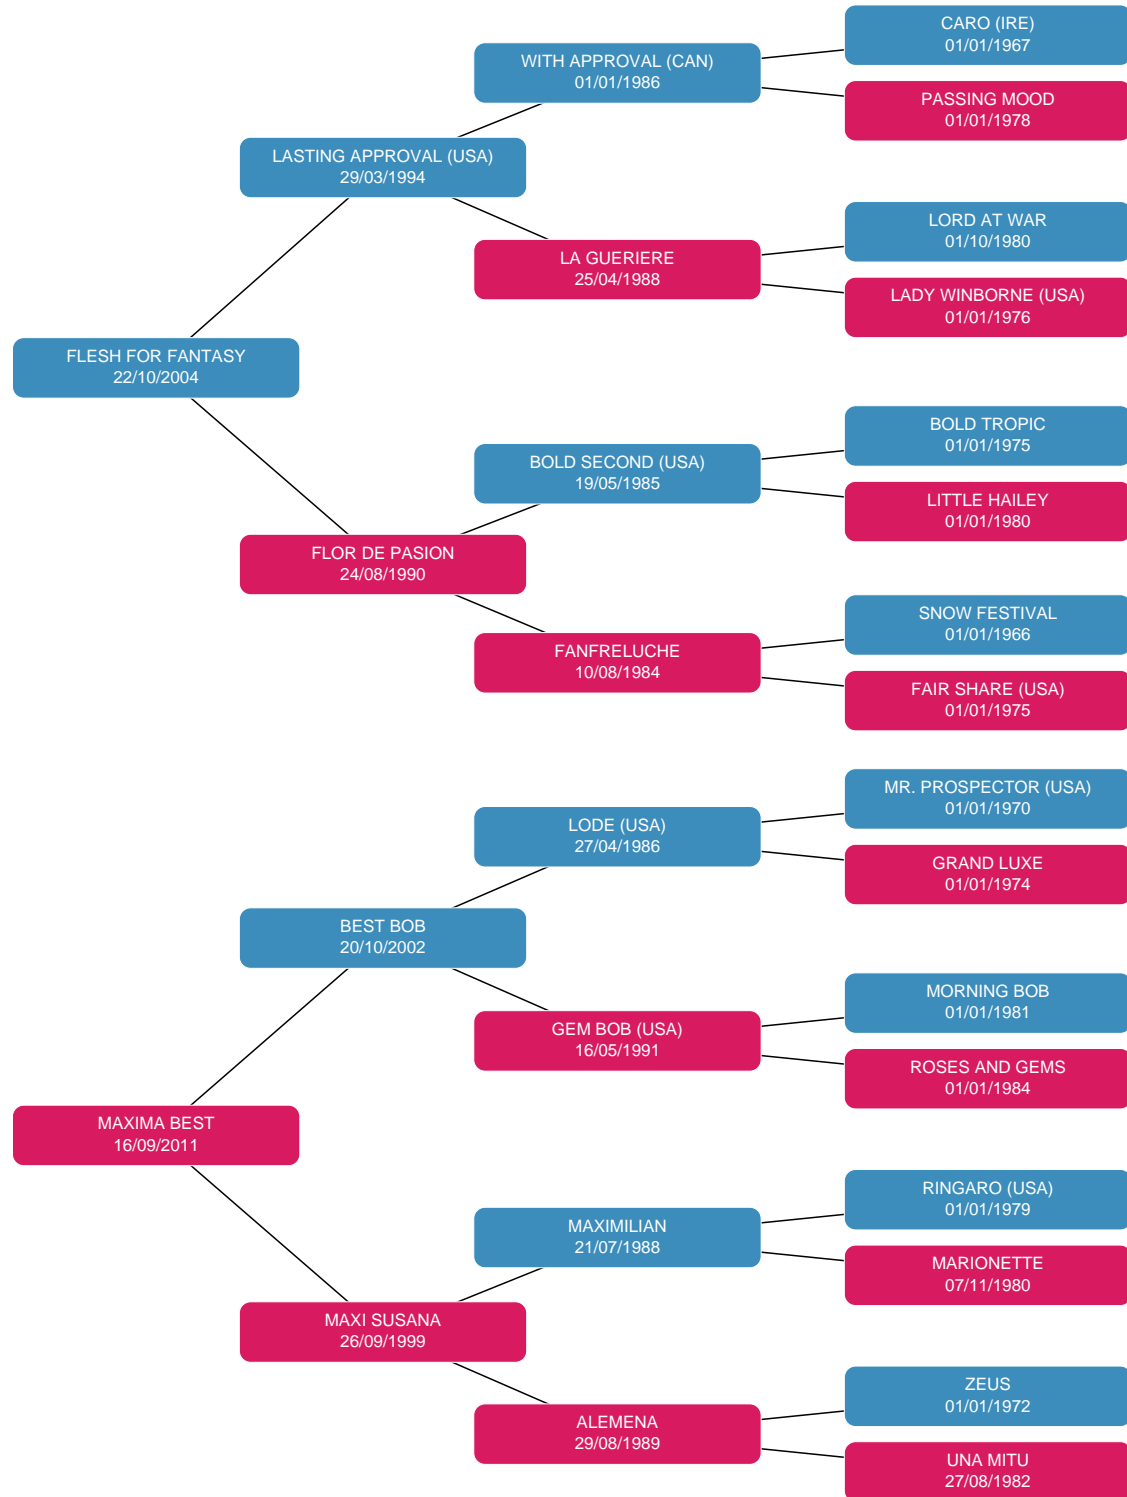 CARO (IRE)
01/01/1967
WITH APPROVAL (CAN)
01/01/1986
PASSING MOOD
01/01/1978
LASTING APPROVAL (USA)
29/03/1994
LORD AT WAR
01/10/1980
LA GUERIERE
25/04/1988
LADY WINBORNE (USA)
01/01/1976
FLESH FOR FANTASY
22/10/2004
BOLD TROPIC
01/01/1975
BOLD SECOND (USA)
19/05/1985
LITTLE HAILEY
01/01/1980
FLOR DE PASION
24/08/1990
SNOW FESTIVAL
01/01/1966
FANFRELUCHE
10/08/1984
FAIR SHARE (USA)
01/01/1975
MR. PROSPECTOR (USA)
01/01/1970
LODE (USA)
27/04/1986
GRAND LUXE
01/01/1974
BEST BOB
20/10/2002
MORNING BOB
01/01/1981
GEM BOB (USA)
16/05/1991
ROSES AND GEMS
01/01/1984
MAXIMA BEST
16/09/2011
RINGARO (USA)
01/01/1979
MAXIMILIAN
21/07/1988
MARIONETTE
07/11/1980
MAXI SUSANA
26/09/1999
ZEUS
01/01/1972
ALEMENA
29/08/1989
UNA MITU
27/08/1982